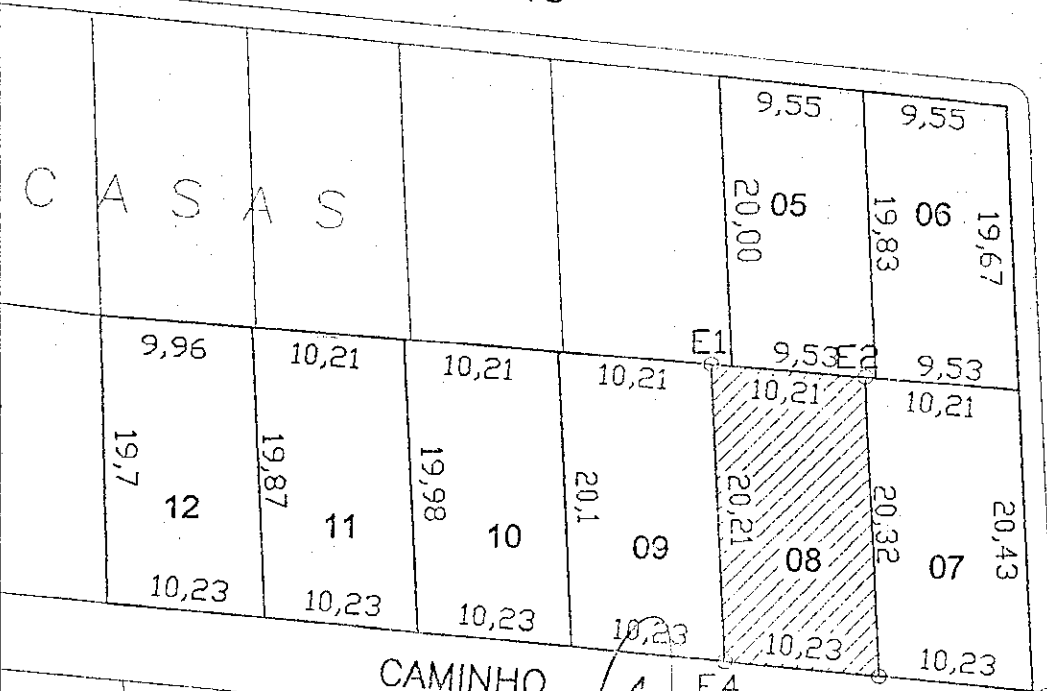 9,55 9,55
C A S A S
20,00 05 19,83 06 19,67
E1 9,53 E2 9,53
9,96 10,21 10,21 10,21 10,21 10,21
19,7 12 19,87 11 19,98 10 20,1 09 20,21 08 20,32 07 20,43
10,23 10,23 10,23 10,23 10,23 10,23
CAMINHO 4 E4